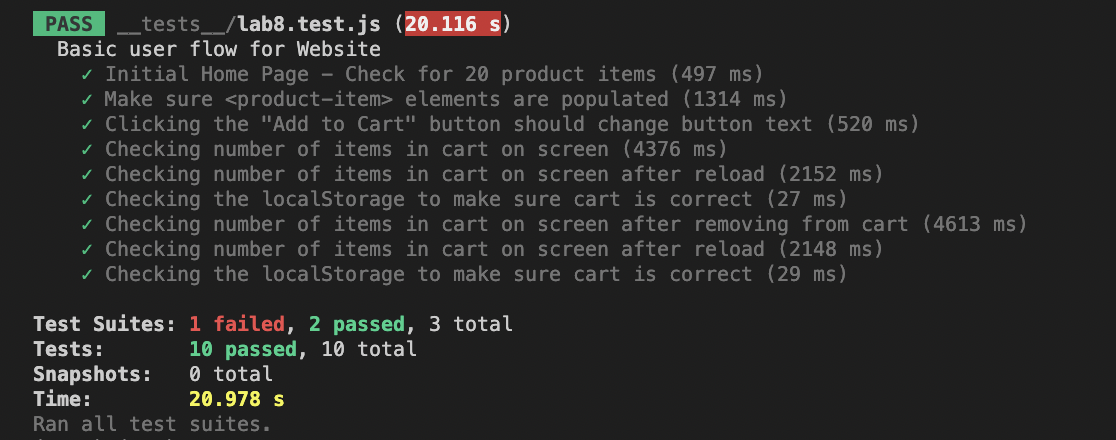 PASS __tests__/lab8.test.js (20.116 s)
Basic user flow for Website
✓ Initial Home Page – Check for 20 product items (497 ms)
✓ Make sure <product-item> elements are populated (1314 ms)
✓ Clicking the "Add to Cart" button should change button text (520 ms)
✓ Checking number of items in cart on screen (4376 ms)
✓ Checking number of items in cart on screen after reload (2152 ms)
✓ Checking the localStorage to make sure cart is correct (27 ms)
✓ Checking number of items in cart on screen after removing from cart (4613 ms)
✓ Checking number of items in cart on screen after reload (2148 ms)
✓ Checking the localStorage to make sure cart is correct (29 ms)
Test Suites: 1 failed, 2 passed, 3 total
Tests: 10 passed, 10 total
Snapshots: 0 total
Time: 20.978 s
Ran all test suites.